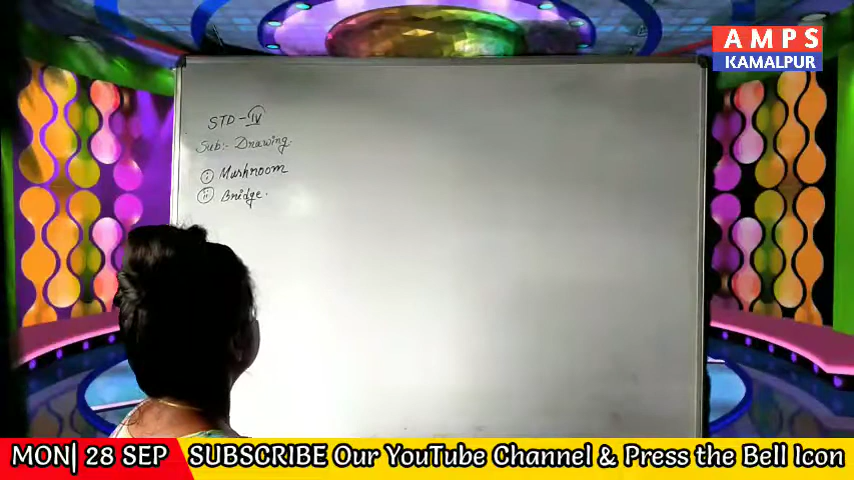 AMPS
KAMALPUR
STD - IV
Sub:- Drawing.
(i) Mushroom
(ii) Bridge.
MON| 28 SEP SUBSCRIBE Our YouTube Channel & Press the Bell Icon